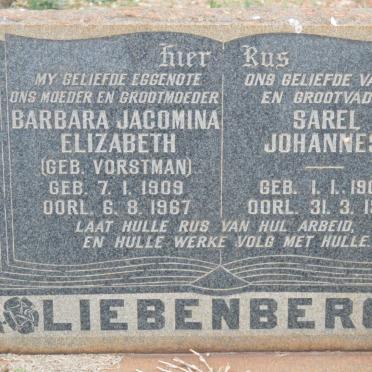 Hier Rus
MY GELIEFDE EGGENOTE
ONS MOEDER EN GROOTMOEDER
BARBARA JACOMINA
ELIZABETH
(GEB. VORSTMAN)
GEB. 7. 1. 1909
OORL. 6. 8. 1967
ONS GELIEFDE VA
EN GROOTVAD
SAREL
JOHANNES
GEB. 1. 1. 190
OORL. 31. 3. 1
LAAT HULLE RUS VAN HUL ARBEID,
EN HULLE WERKE VOLG MET HULLE.
LIEBENBERG